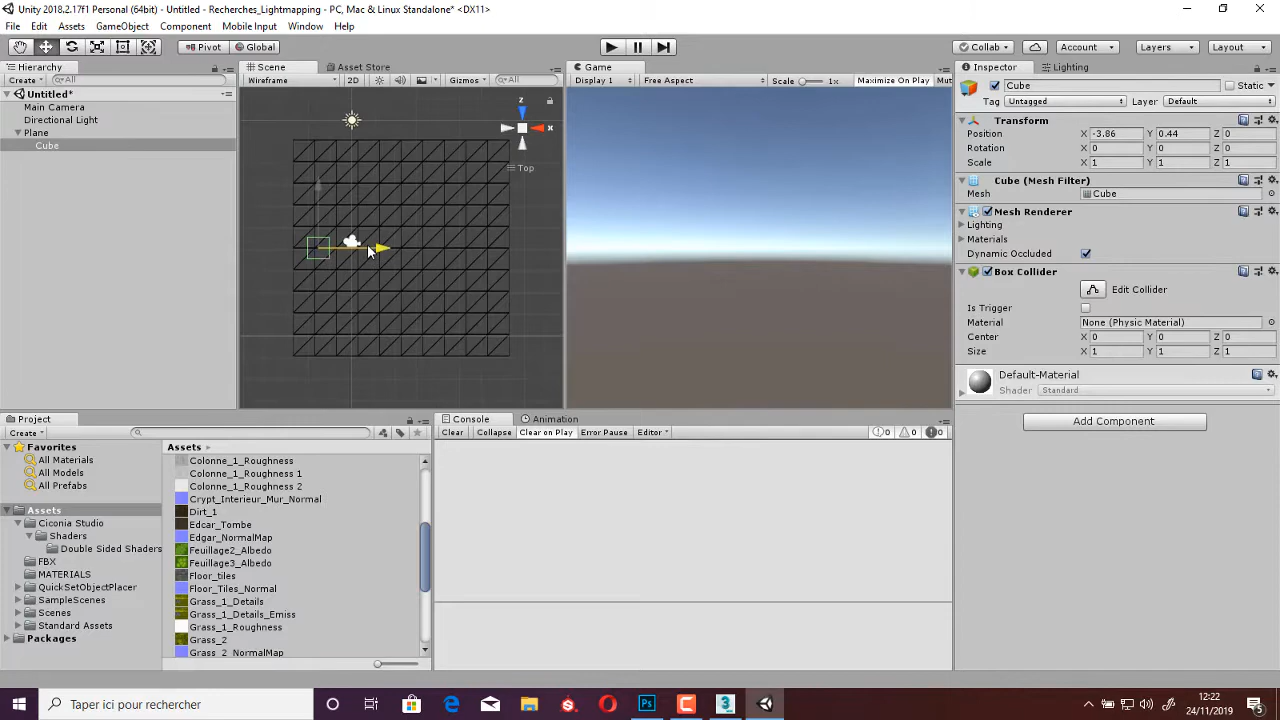 Unity 2018.2.17f1 Personal (64bit) - Untitled - Recherches_Lightmapping - PC, Mac & Linux Standalone* <DX11>
File Edit Assets GameObject Component Mobile Input Window Help
Pivot Global Collab Account Layers Layout
Hierarchy
Create All
Untitled*
Main Camera
Directional Light
Plane
Cube
Scene Asset Store
Wireframe 2D Gizmos All
z
x
Top
Game
Display 1 Free Aspect Scale 1x Maximize On Play
Inspector Lighting
Cube Static
Tag Untagged Layer Default
Transform
Position X -3.86 Y 0.44 Z 0
Rotation X 0 Y 0 Z 0
Scale X 1 Y 1 Z 1
Cube (Mesh Filter)
Mesh Cube
Mesh Renderer
Lighting
Materials
Dynamic Occluded
Box Collider
Edit Collider
Is Trigger
Material None (Physic Material)
Center X 0 Y 0 Z 0
Size X 1 Y 1 Z 1
Default-Material
Shader Standard
Add Component
Project
Create
Favorites
All Materials
All Models
All Prefabs
Assets
Ciconia Studio
Shaders
Double Sided Shaders
FBX
MATERIALS
QuickSetObjectPlacer
SampleScenes
Scenes
Standard Assets
Packages
Assets
Colonne_1_Roughness
Colonne_1_Roughness 1
Colonne_1_Roughness 2
Crypt_Interieur_Mur_Normal
Dirt_1
Edcar_Tombe
Edgar_NormalMap
Feuillage2_Albedo
Feuillage3_Albedo
Floor_tiles
Floor_Tiles_Normal
Grass_1_Details
Grass_1_Details_Emiss
Grass_1_Roughness
Grass_2
Grass_2_NormalMap
Console Animation
Clear Collapse Clear on Play Error Pause Editor 0 0 0
Taper ici pour rechercher
12:22
24/11/2019